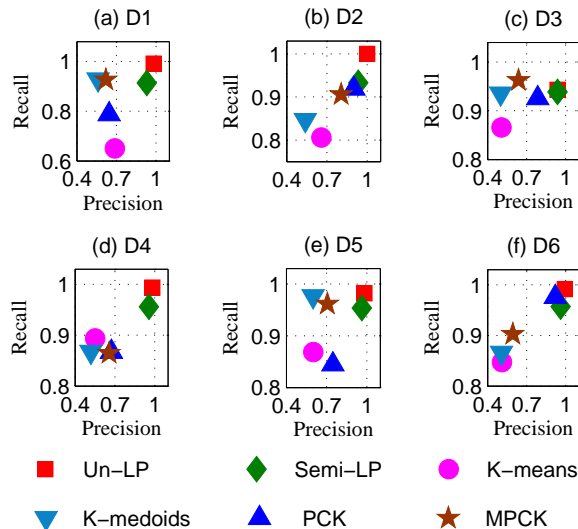 (a) D1
(b) D2
(c) D3
Recall
1
0.8
0.6
0.4 0.7 1
Precision
Recall
1
0.9
0.8
0.4 0.7 1
Precision
Recall
1
0.9
0.8
0.4 0.7 1
Precision
(d) D4
(e) D5
(f) D6
Recall
1
0.9
0.8
0.4 0.7 1
Precision
Recall
1
0.9
0.8
0.4 0.7 1
Precision
Recall
1
0.9
0.8
0.4 0.7 1
Precision
Un−LP
Semi−LP
K−means
K−medoids
PCK
MPCK